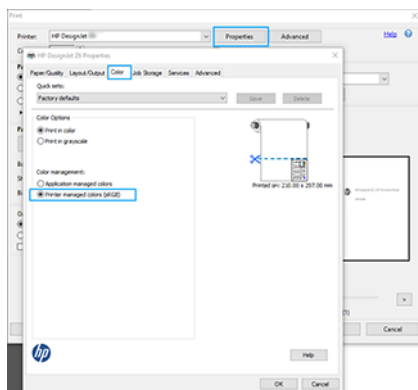 Print
Printer: HP DesignJet
Properties
Advanced
Help
HP DesignJet Z6 Properties
Paper/Quality Layout/Output Color Job Storage Services Advanced
Quick sets:
Factory defaults
Save
Delete
Color Options
Print in color
Print in grayscale
Color management:
Application managed colors
Printer managed colors (sRGB)
Printed on: 210.00 x 297.00 mm
hp
Help
OK
Cancel
Cancel